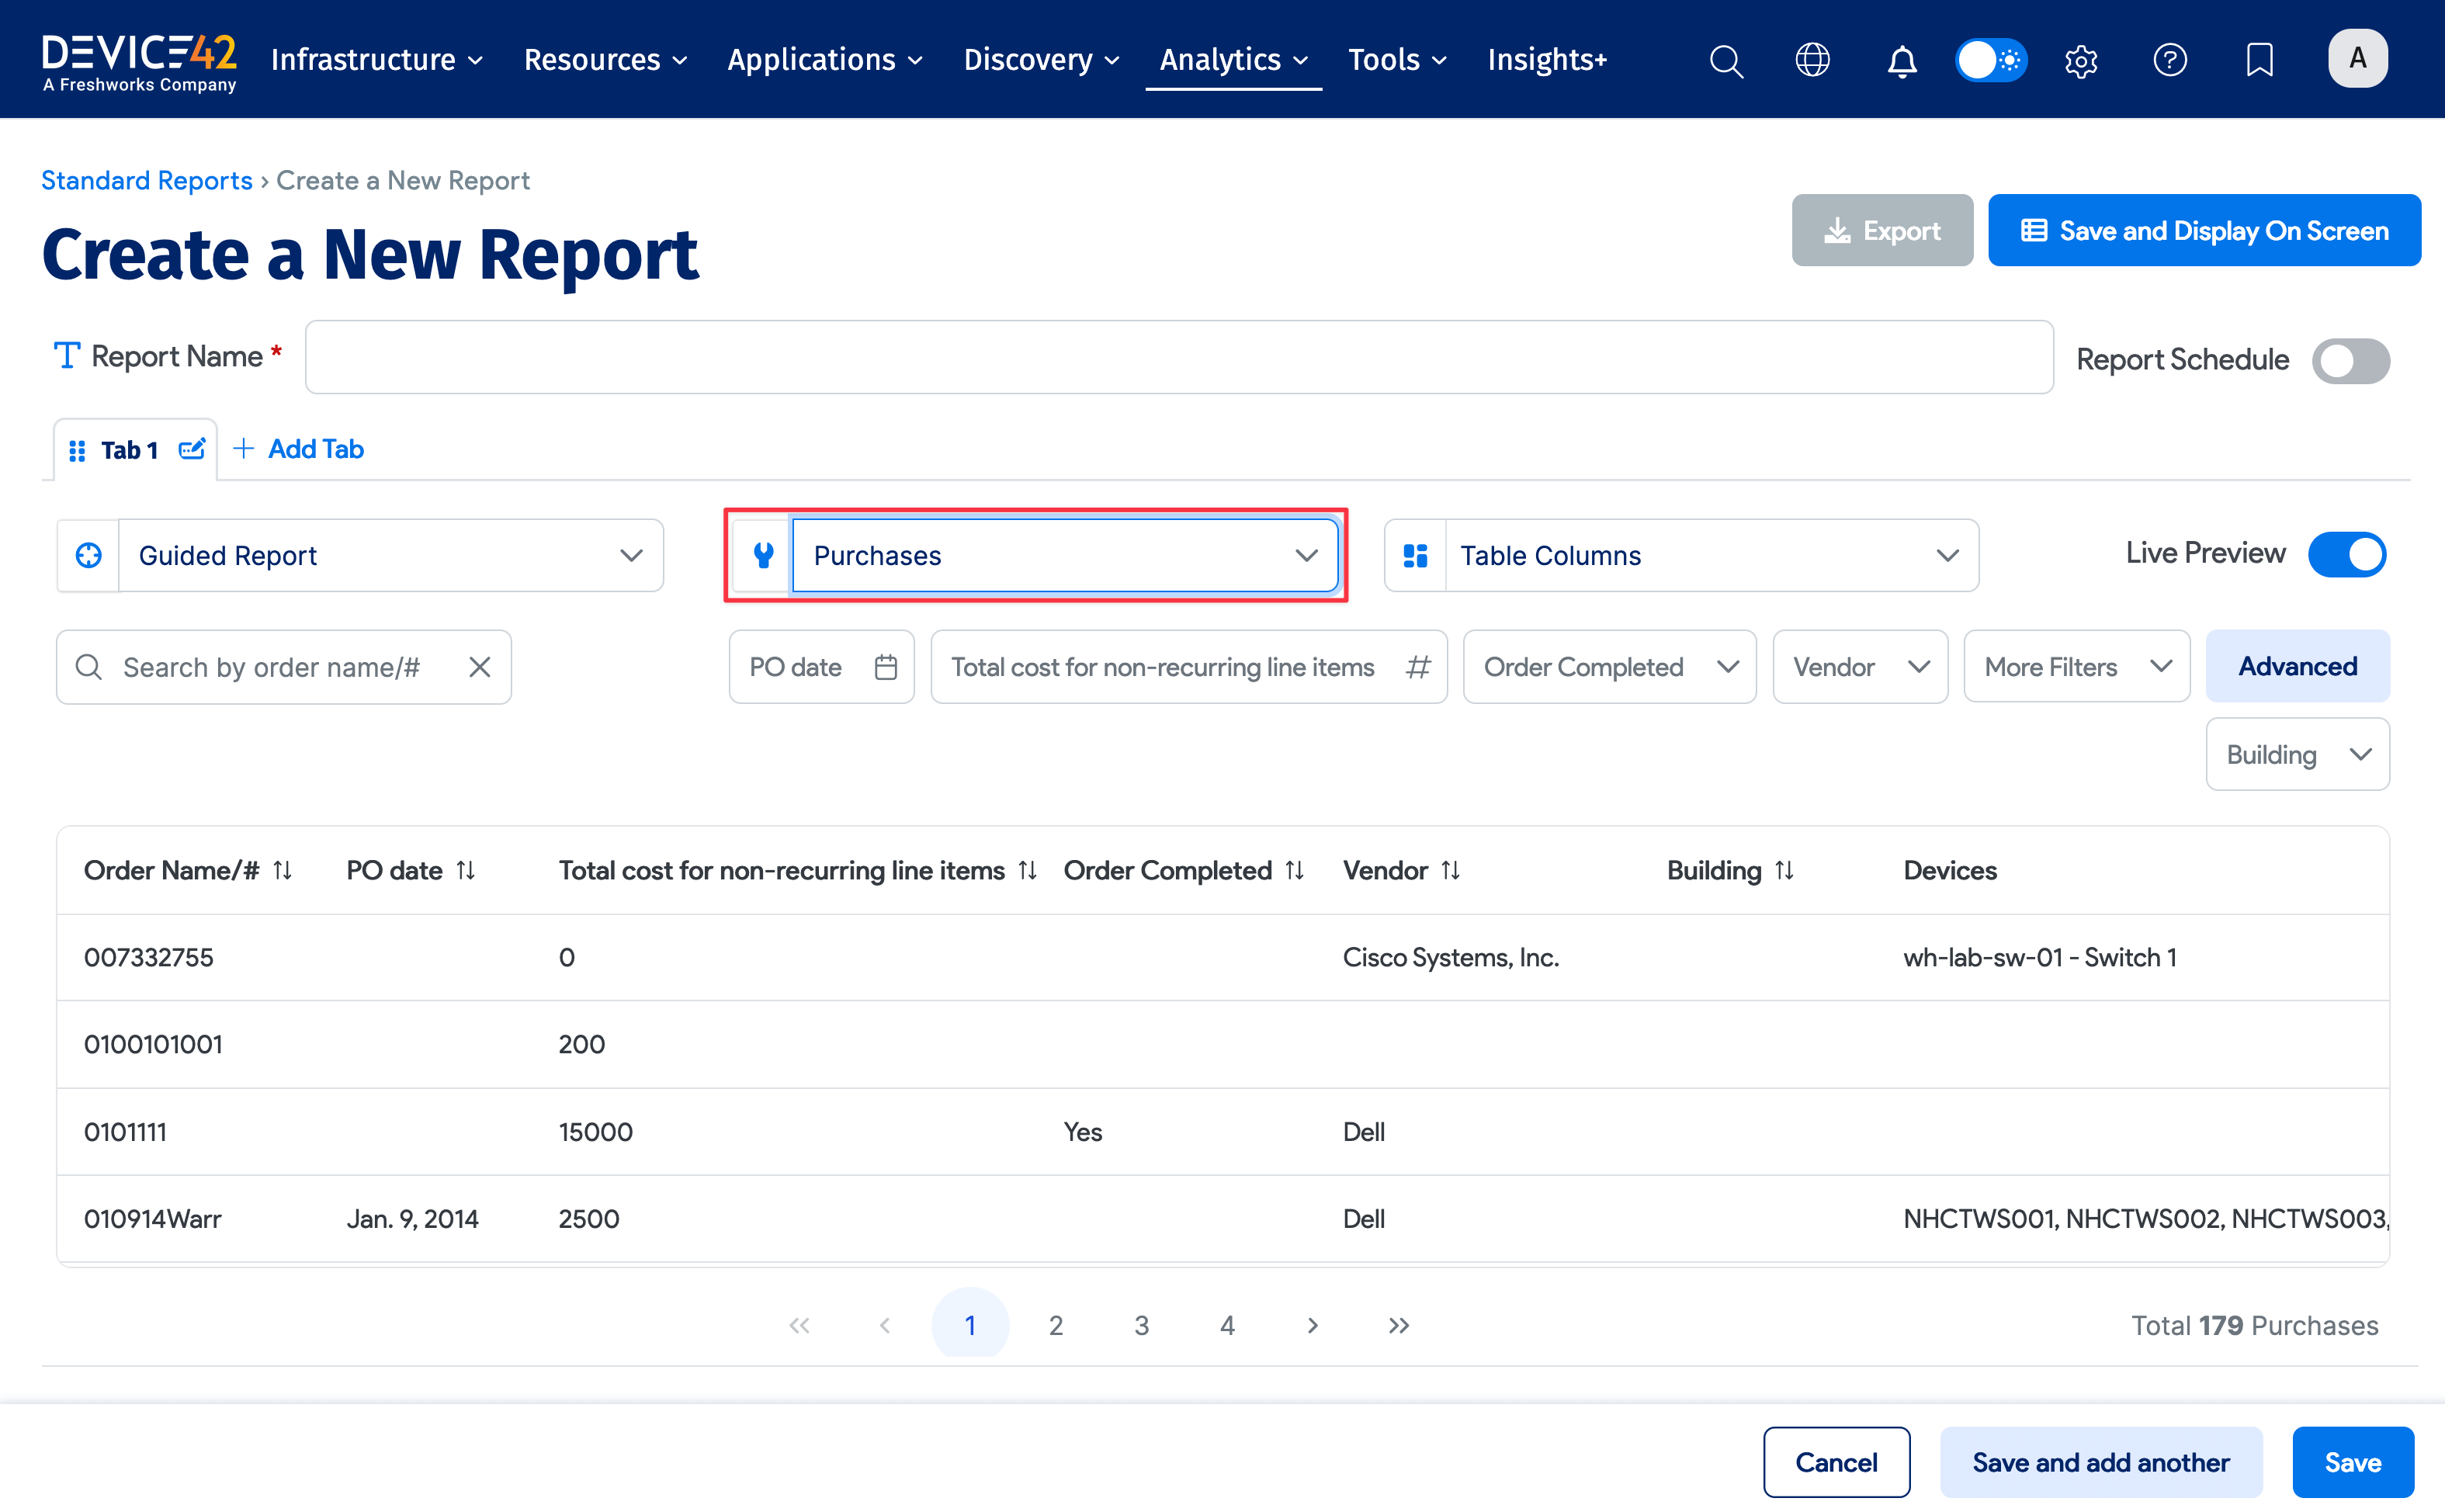 DEVICE42
A Freshworks Company
Infrastructure
Resources
Applications
Discovery
Analytics
Tools
Insights+
A
Standard Reports › Create a New Report
Create a New Report
Export
Save and Display On Screen
Report Name *
Report Schedule
Tab 1
Add Tab
Guided Report
Purchases
Table Columns
Live Preview
Search by order name/#
PO date
Total cost for non-recurring line items #
Order Completed
Vendor
More Filters
Advanced
Building
Order Name/# PO date Total cost for non-recurring line items Order Completed Vendor Building Devices
007332755 0 Cisco Systems, Inc. wh-lab-sw-01 - Switch 1
0100101001 200
0101111 15000 Yes Dell
010914Warr Jan. 9, 2014 2500 Dell NHCTWS001, NHCTWS002, NHCTWS003,
« ‹ 1 2 3 4 › »
Total 179 Purchases
Cancel
Save and add another
Save